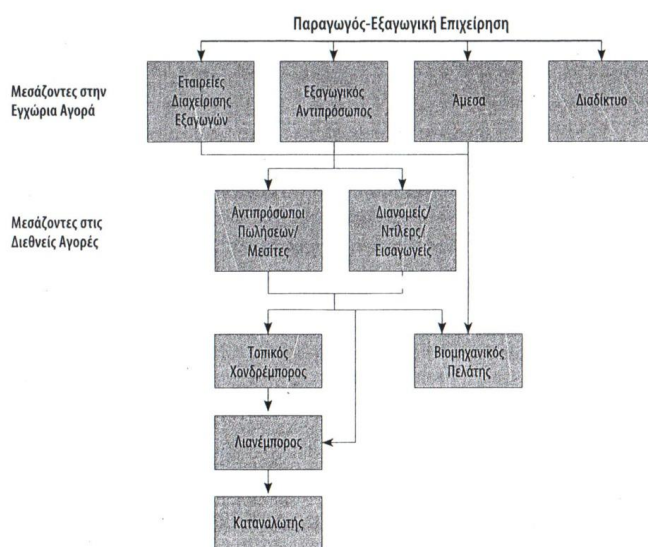 Παραγωγός-Εξαγωγική Επιχείρηση
Μεσάζοντες στην
Εγχώρια Αγορά
Εταιρείες
Διαχείρισης
Εξαγωγών
Εξαγωγικός
Αντιπρόσωπος
Άμεσα
Διαδίκτυο
Μεσάζοντες στις
Διεθνείς Αγορές
Αντιπρόσωποι
Πωλήσεων/
Μεσίτες
Διανομείς/
Ντίλερς/
Εισαγωγείς
Τοπικός
Χονδρέμπορος
Βιομηχανικός
Πελάτης
Λιανέμπορος
Καταναλωτής